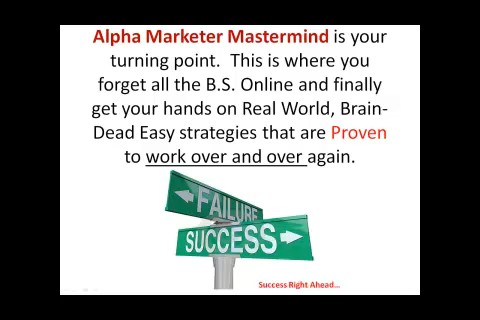 Alpha Marketer Mastermind is your
turning point.  This is where you
forget all the B.S. Online and finally
get your hands on Real World, Brain-
Dead Easy strategies that are Proven
to work over and over again.
FAILURE
SUCCESS
Success Right Ahead...